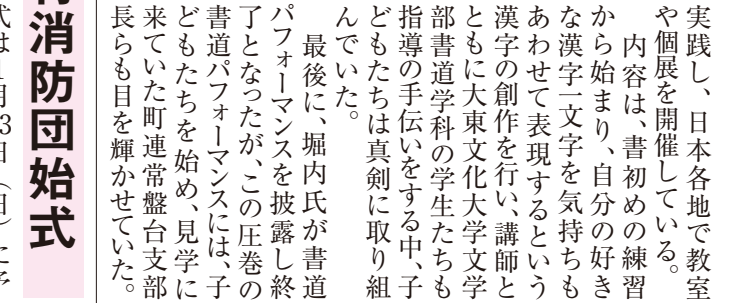 実践し、日本各地で教室
や個展を開催している。
内容は、書初めの練習
から始まり、自分の好き
な漢字一文字を気持ちも
あわせて表現するという
漢字の創作を行い、講師と
ともに大東文化大学文学
部書道学科の学生たちも
指導の手伝いをする中、子
どもたちは真剣に取り組
んでいた。
最後に、堀内氏が書道
パフォーマンスを披露し終
了となったが、この圧巻の
書道パフォーマンスには、子
どもたちを始め、見学に
来ていた町連常盤台支部
長らも目を輝かせていた。
消防団始式
式は1月3日（日）に予